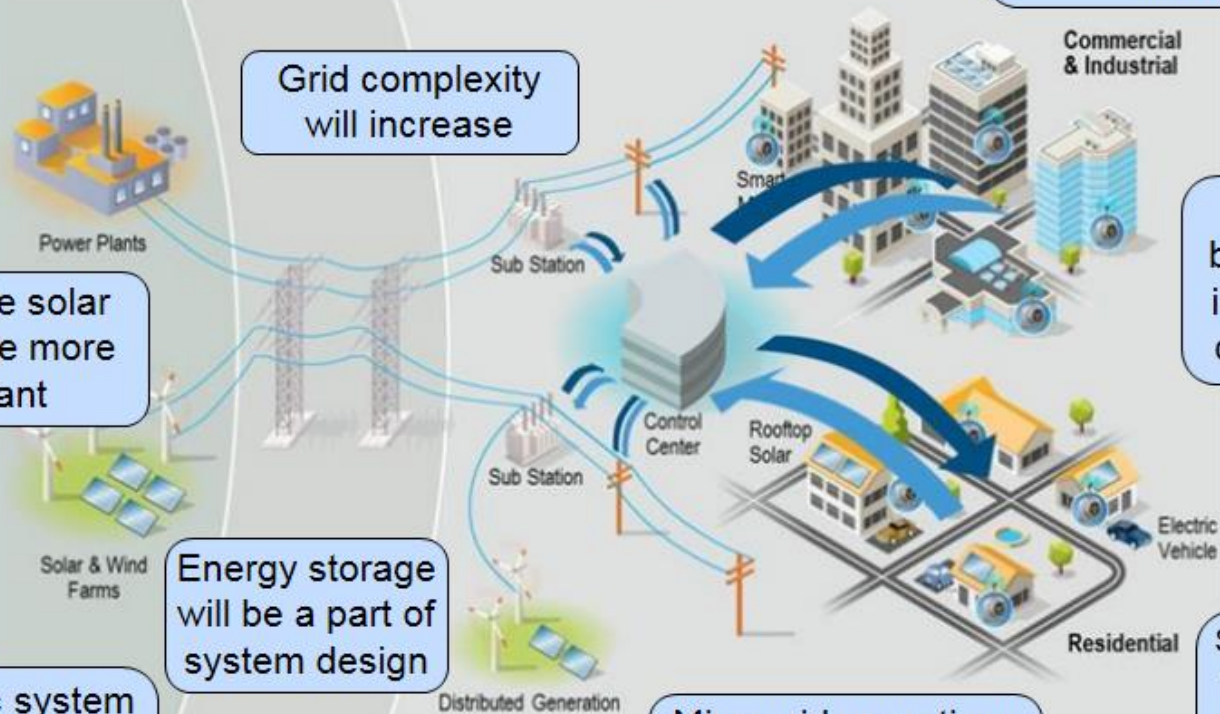 Commercial
& Industrial
Grid complexity
will increase
Smart
Power Plants
Sub Station
e solar
e more
ant
b
i
Control
Center
Rooftop
Solar
Sub Station
Electric
Vehicle
Solar & Wind
Farms
Energy storage
will be a part of
system design
Residential
system
Distributed Generation